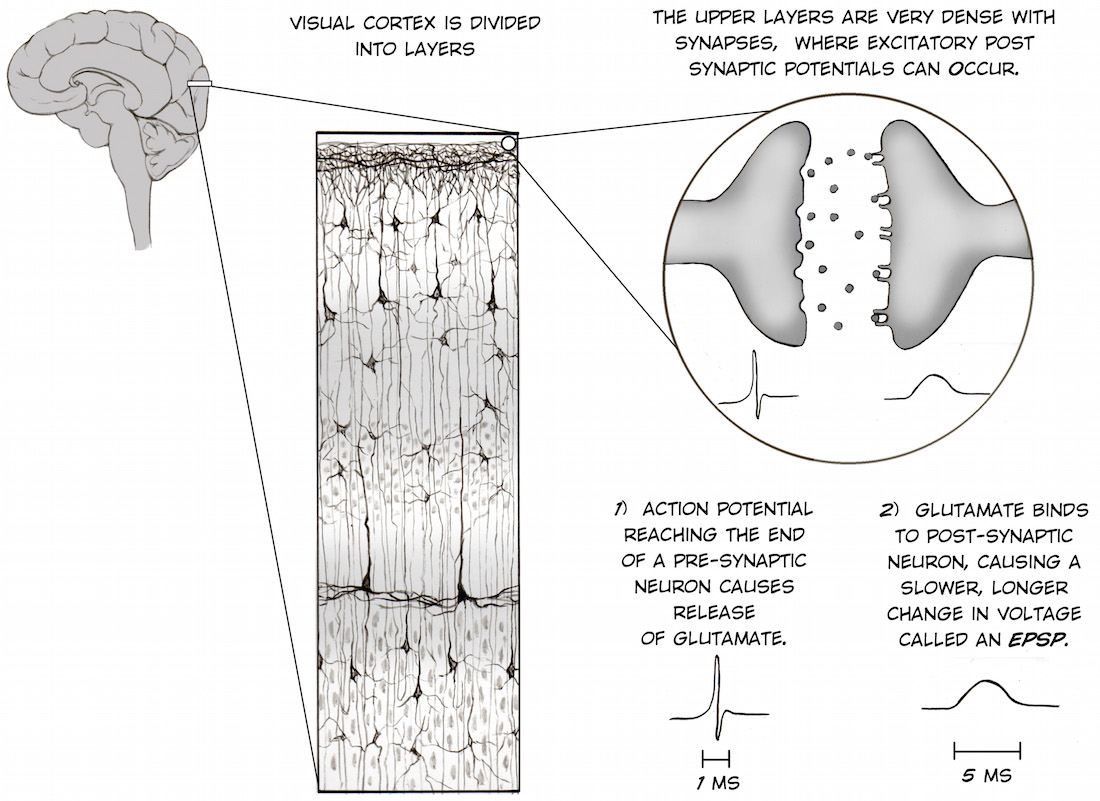 VISUAL CORTEX IS DIVIDED
INTO LAYERS
THE UPPER LAYERS ARE VERY DENSE WITH
SYNAPSES, WHERE EXCITATORY POST
SYNAPTIC POTENTIALS CAN OCCUR.
1) ACTION POTENTIAL
REACHING THE END
OF A PRE-SYNAPTIC
NEURON CAUSES
RELEASE
OF GLUTAMATE.
1 MS
2) GLUTAMATE BINDS
TO POST-SYNAPTIC
NEURON, CAUSING A
SLOWER, LONGER
CHANGE IN VOLTAGE
CALLED AN EPSP.
5 MS